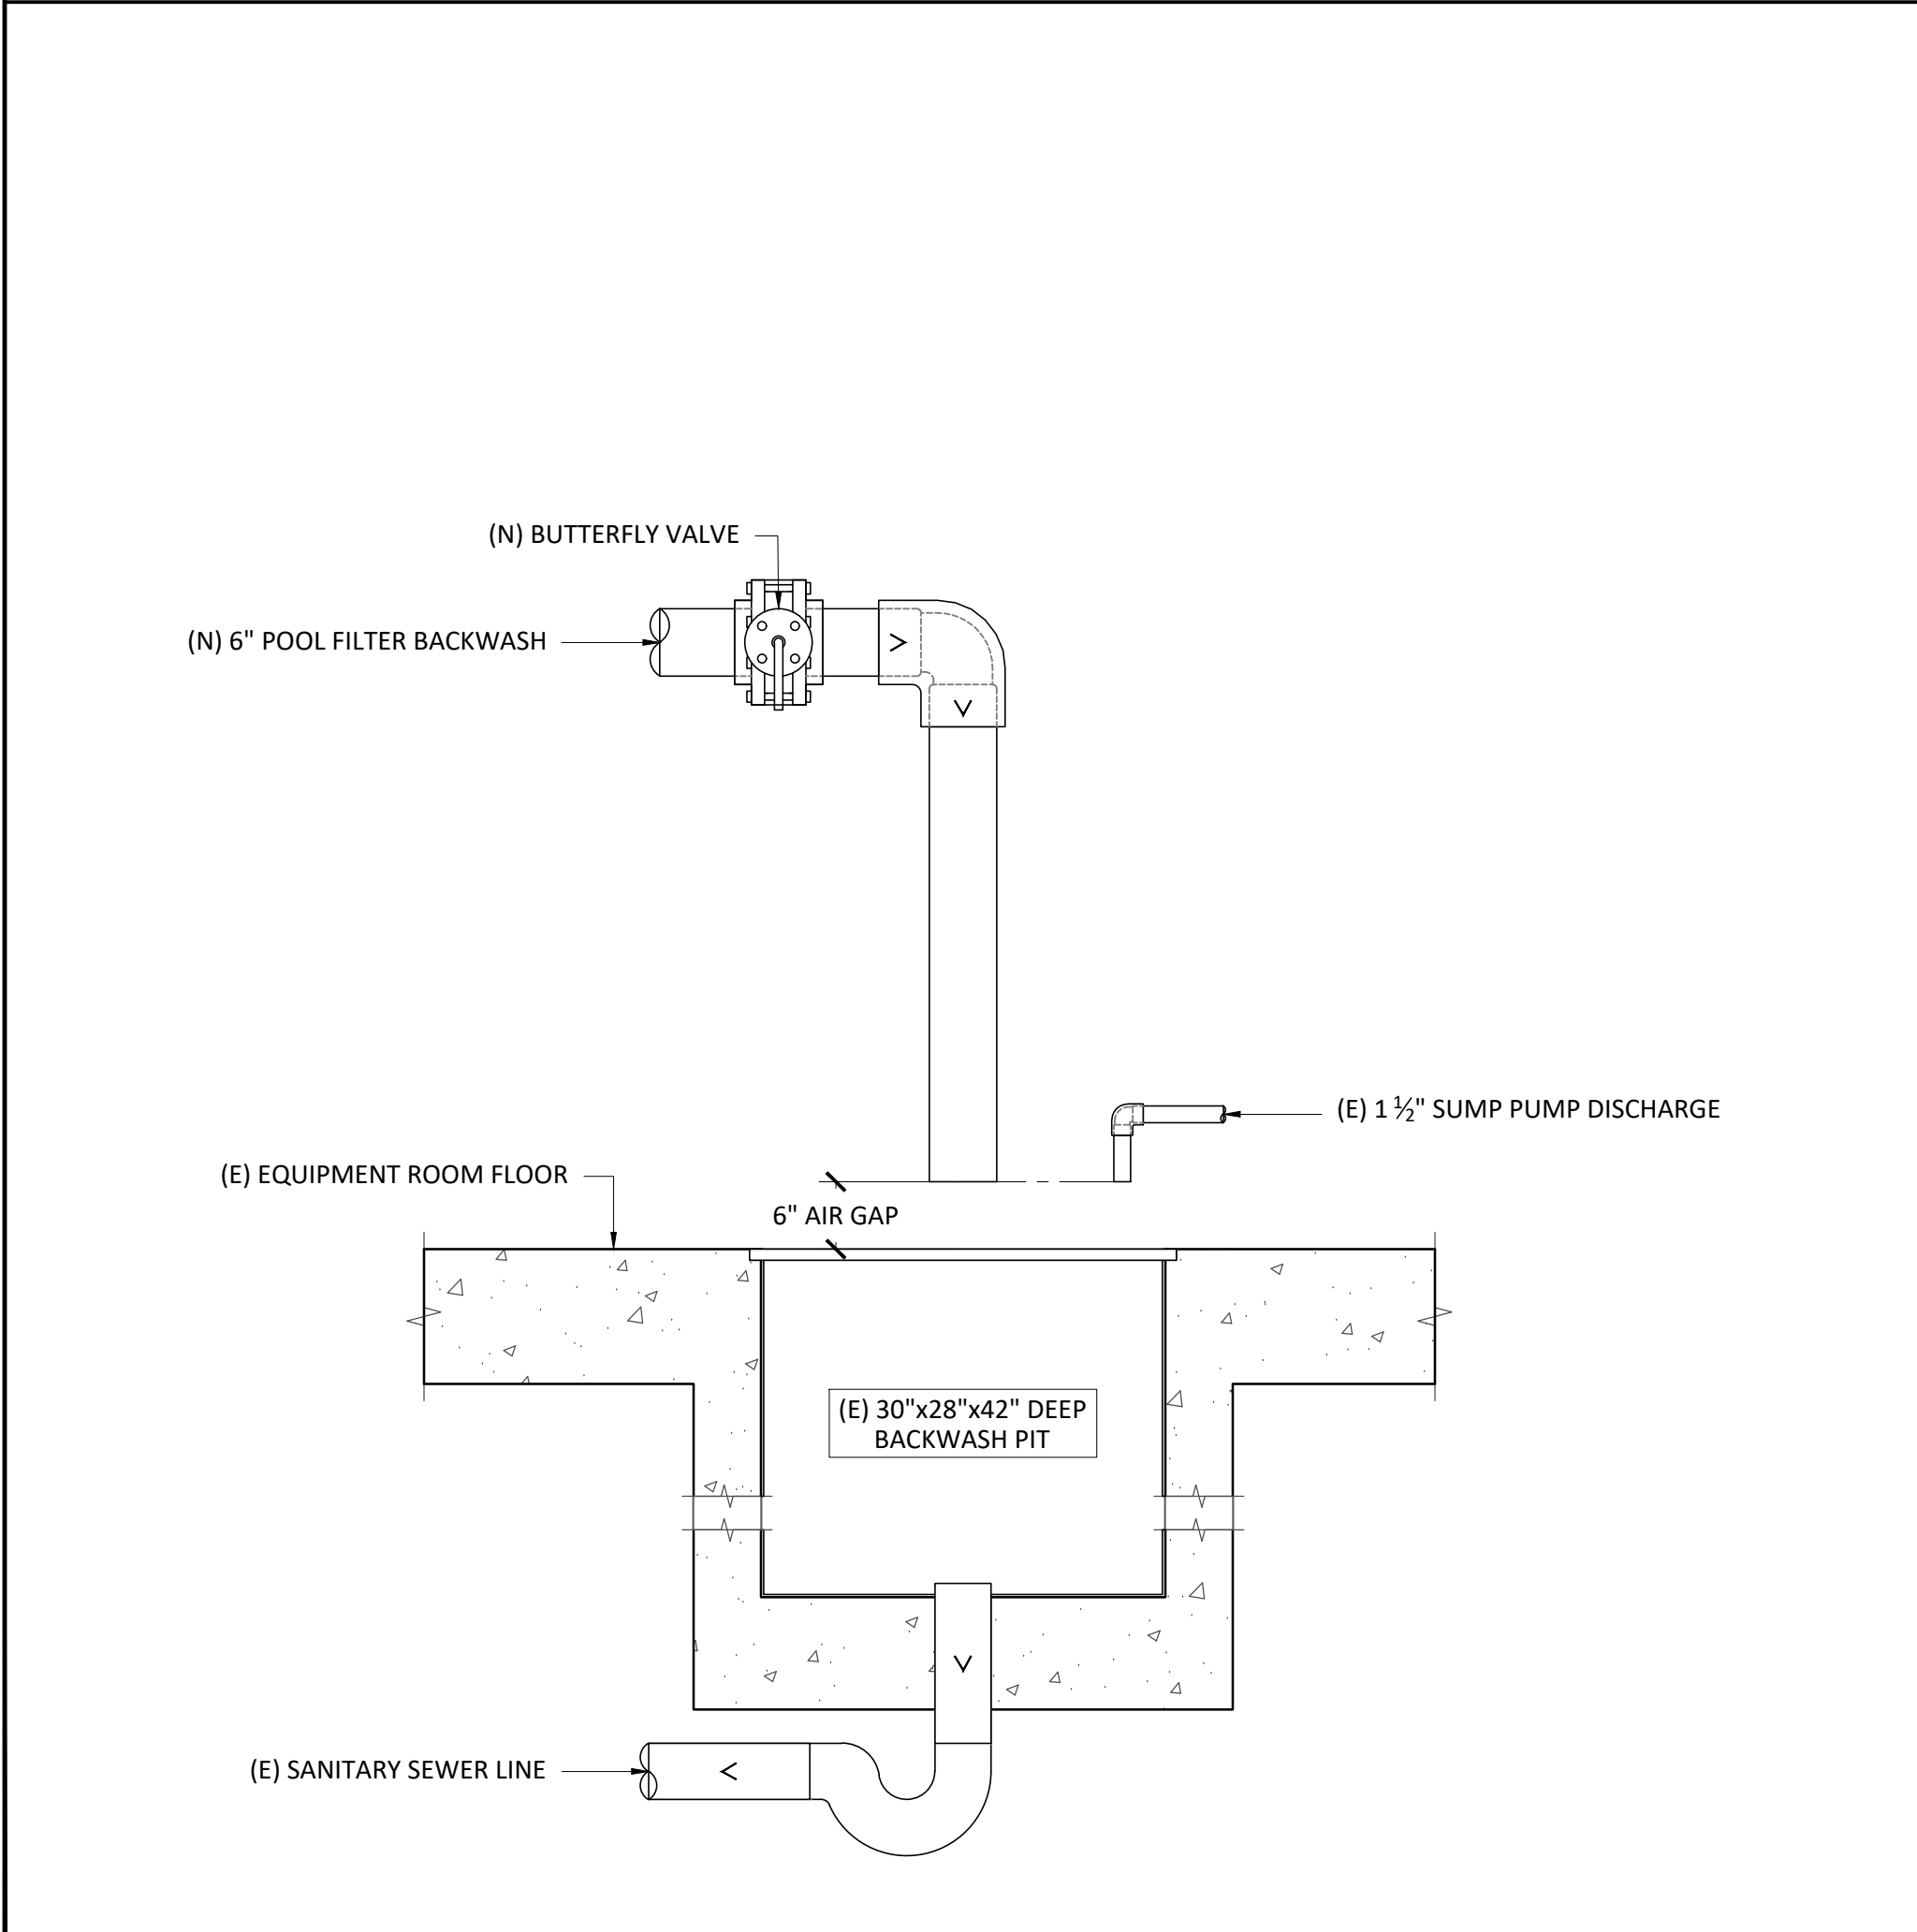 (N) BUTTERFLY VALVE
(N) 6" POOL FILTER BACKWASH
(E) 1 ½" SUMP PUMP DISCHARGE
(E) EQUIPMENT ROOM FLOOR
6" AIR GAP
(E) 30"x28"x42" DEEP
BACKWASH PIT
(E) SANITARY SEWER LINE